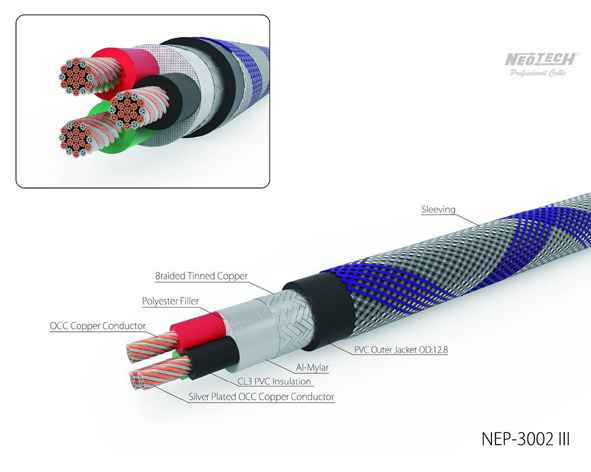 NEOTECH®
Professional Cable
Sleeving
Braided Tinned Copper
Polyester Filler
OCC Copper Conductor
PVC Outer Jacket OD:12.8
Al-Mylar
CL3 PVC Insulation
Silver Plated OCC Copper Conductor
NEP-3002 III